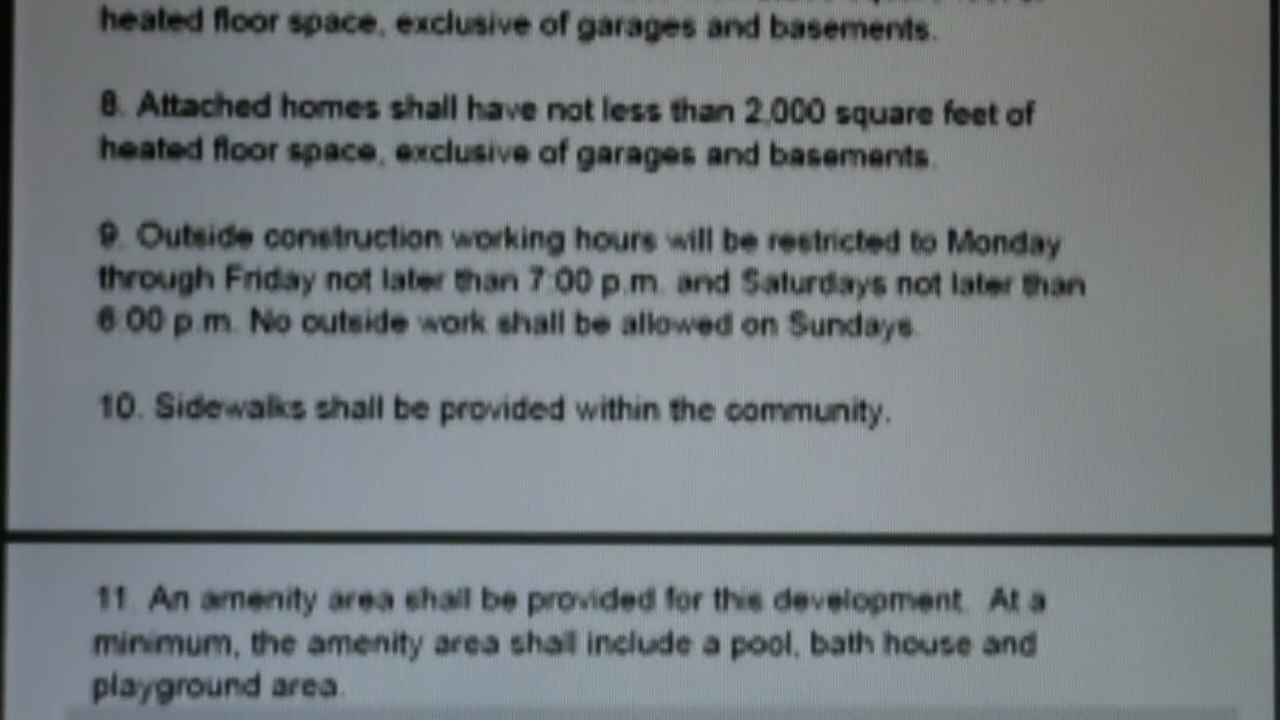 heated floor space, exclusive of garages and basements.
8. Attached homes shall have not less than 2,000 square feet of
heated floor space, exclusive of garages and basements.
9. Outside construction working hours will be restricted to Monday
through Friday not later than 7:00 p.m. and Saturdays not later than
6:00 p.m. No outside work shall be allowed on Sundays.
10. Sidewalks shall be provided within the community.
11. An amenity area shall be provided for this development. At a
minimum, the amenity area shall include a pool, bath house and
playground area.